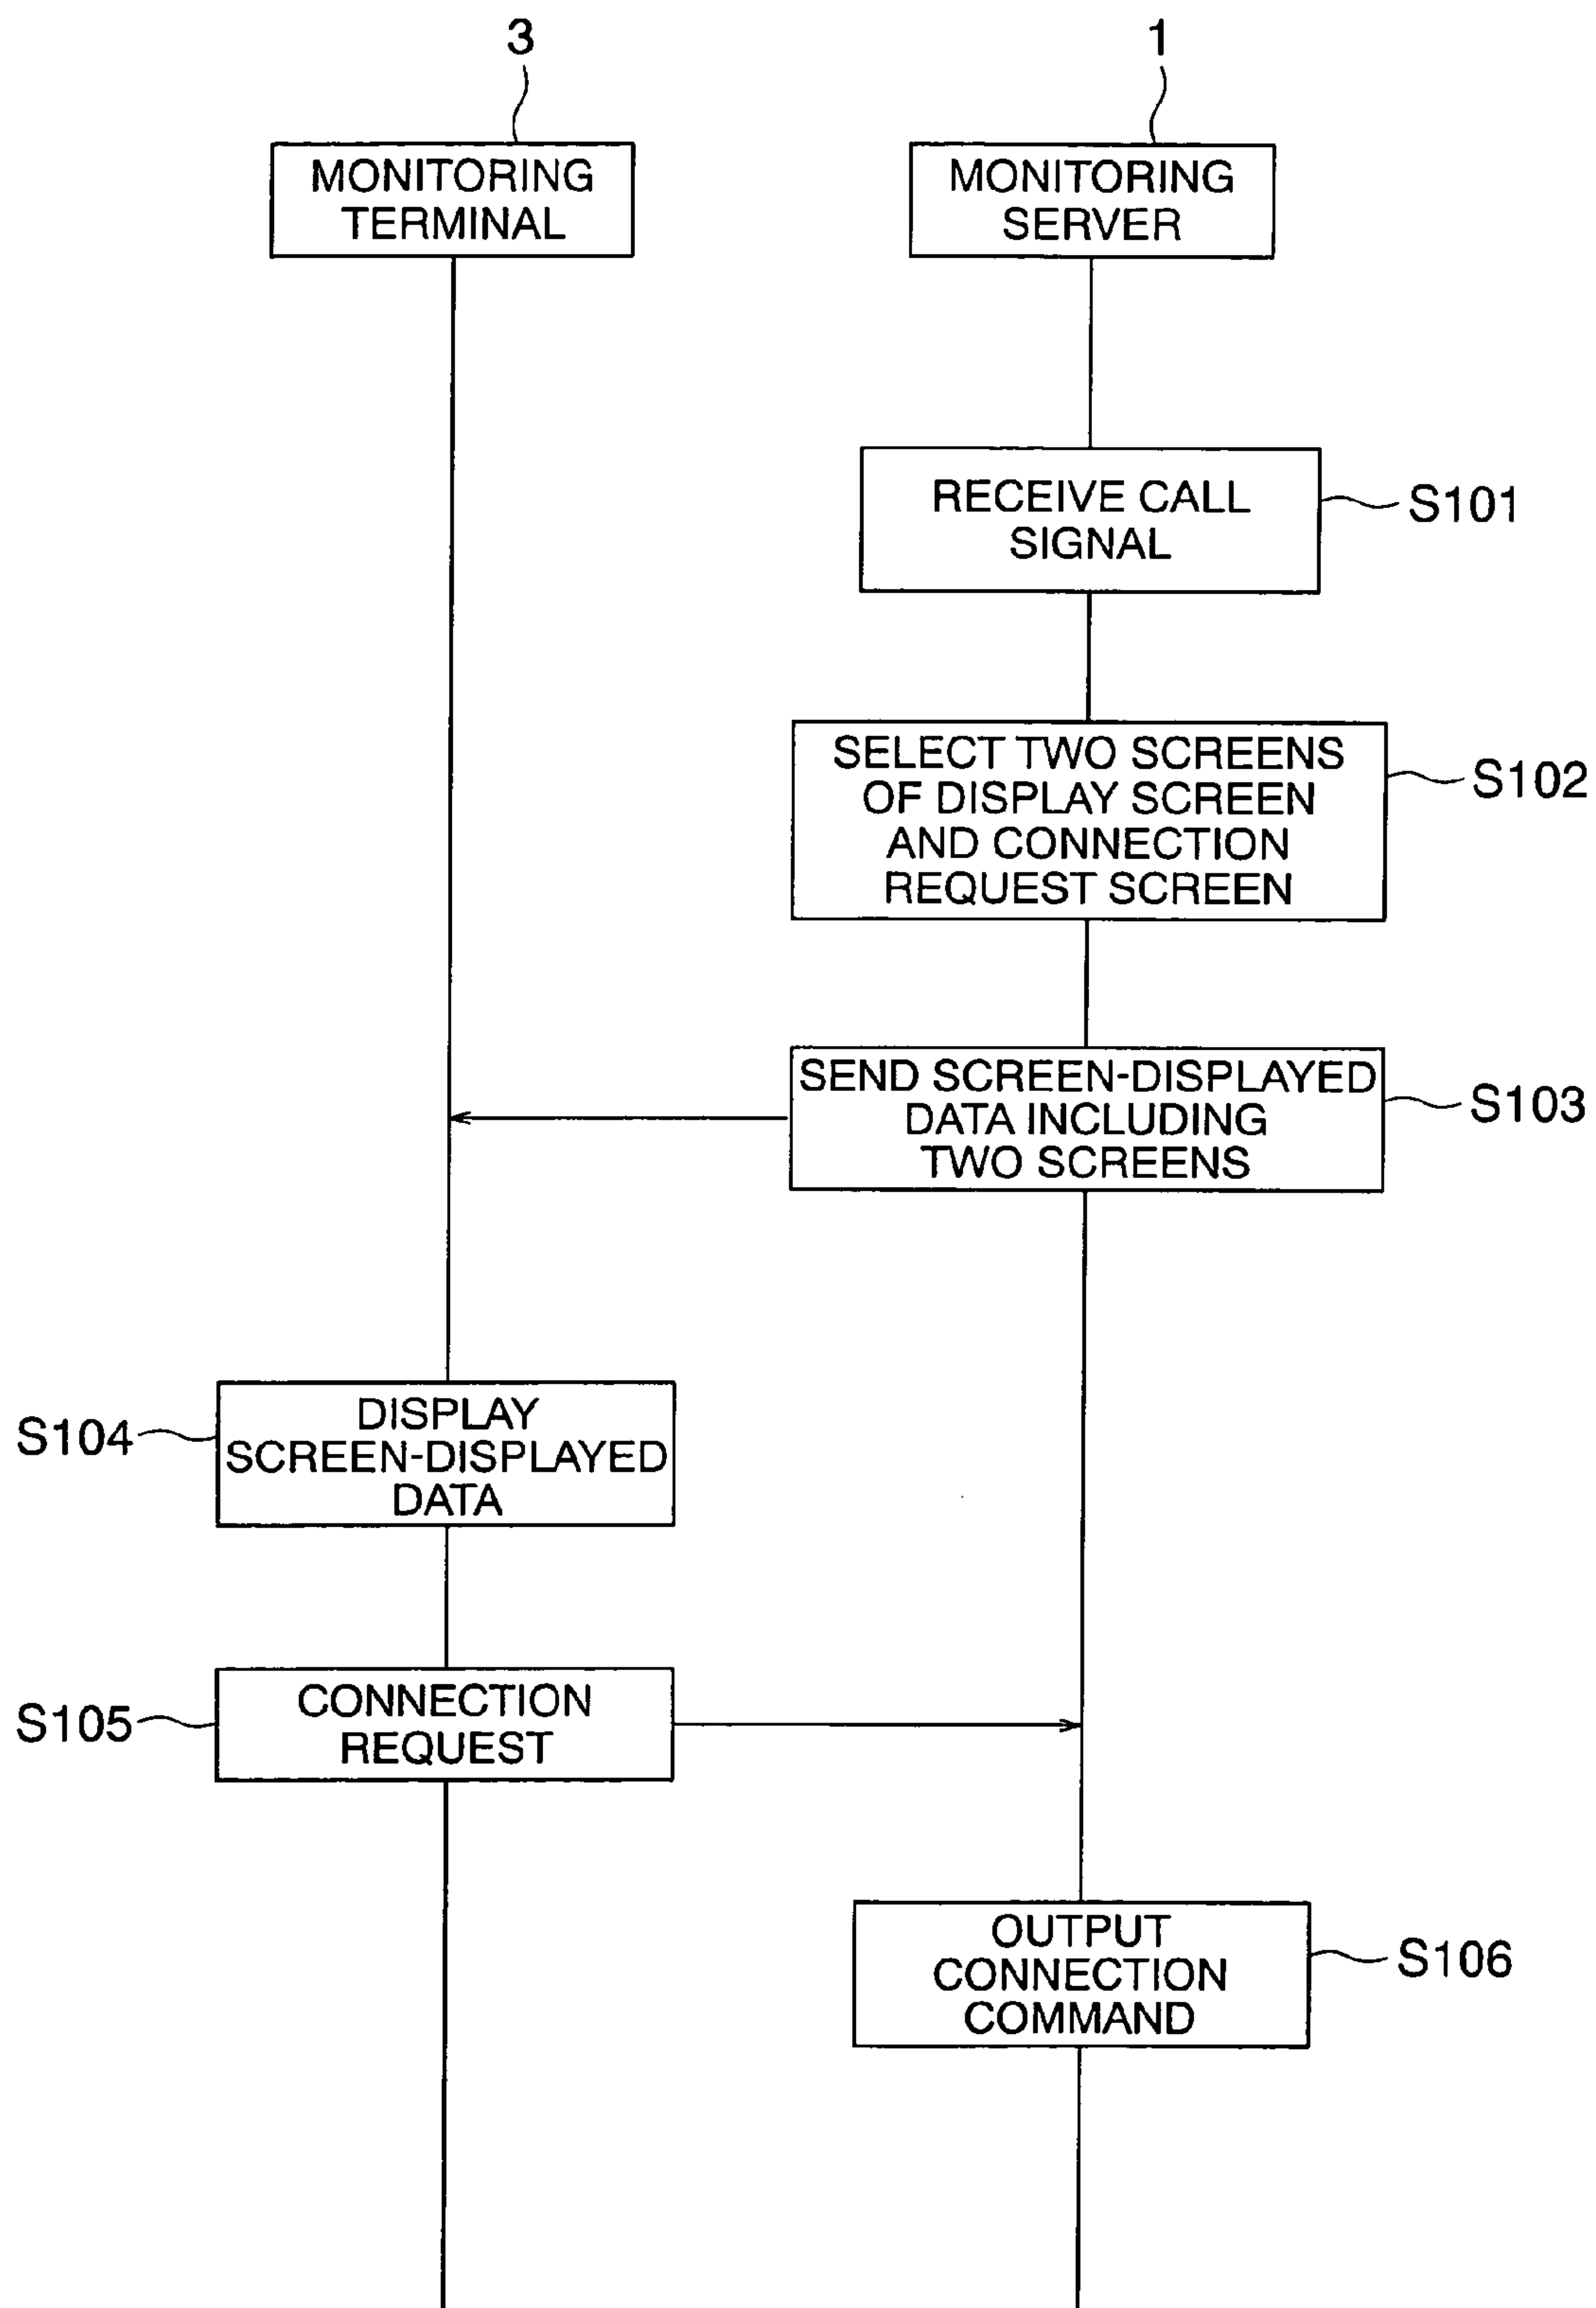 3
1
MONITORING
TERMINAL
MONITORING
SERVER
RECEIVE CALL
SIGNAL
S101
SELECT TWO SCREENS
OF DISPLAY SCREEN
AND CONNECTION
REQUEST SCREEN
S102
SEND SCREEN-DISPLAYED
DATA INCLUDING
TWO SCREENS
S103
S104
DISPLAY
SCREEN-DISPLAYED
DATA
S105
CONNECTION
REQUEST
OUTPUT
CONNECTION
COMMAND
S106